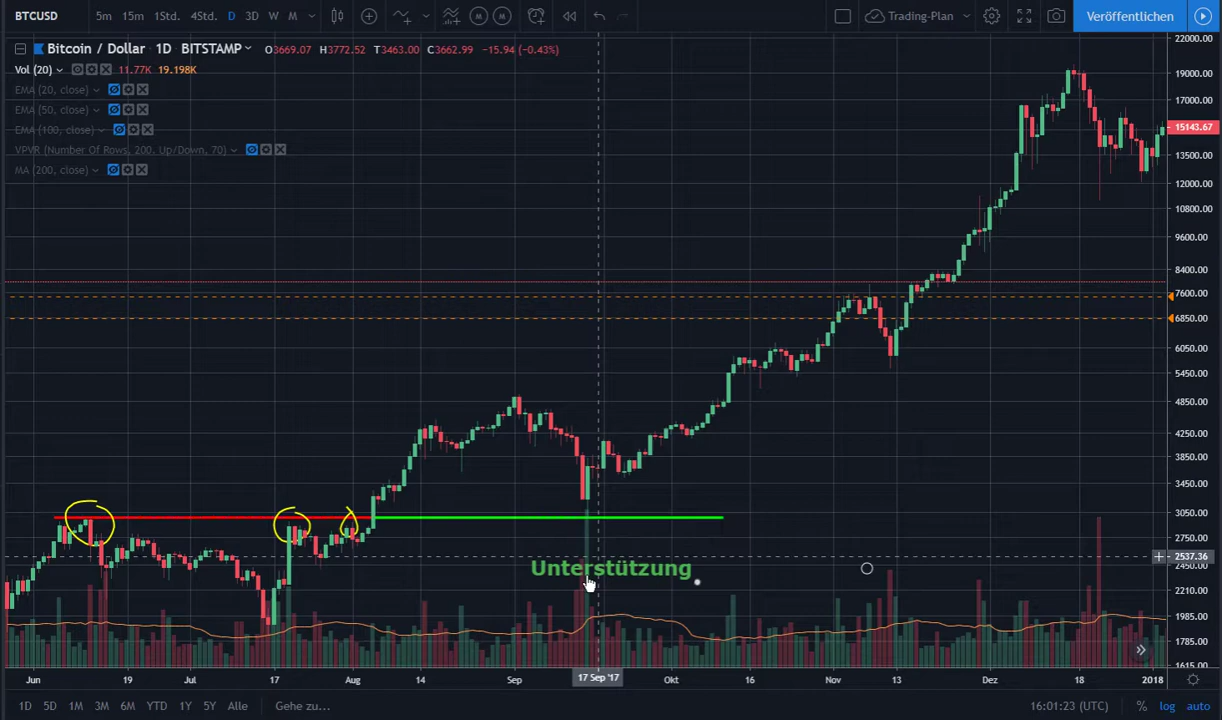 BTCUSD 5m 15m 1Std. 4Std. D 3D W M Trading-Plan Veröffentlichen
Bitcoin / Dollar 1D BITSTAMP O3669.07 H3772.52 T3463.00 C3662.99 −15.94 (−0.43%)
Vol (20) 11.77K 19.198K
EMA (20, close)
EMA (50, close)
EMA (100, close)
VPVR (Number Of Rows, 200, Up/Down, 70)
MA (200, close)
22000.00
19000.00
17000.00
15143.67
13500.00
12000.00
10800.00
9600.00
8400.00
7600.00
6850.00
6050.00
5450.00
4850.00
4250.00
3850.00
3450.00
3050.00
2750.00
2537.36
2450.00
2210.00
1985.00
1785.00
1615.00
Unterstützung
Jun 19 Jul 17 Aug 14 Sep 17 Sep '17 Okt 16 Nov 13 Dez 18 2018
1D 5D 1M 3M 6M YTD 1Y 5Y Alle Gehe zu... 16:01:23 (UTC) % log auto